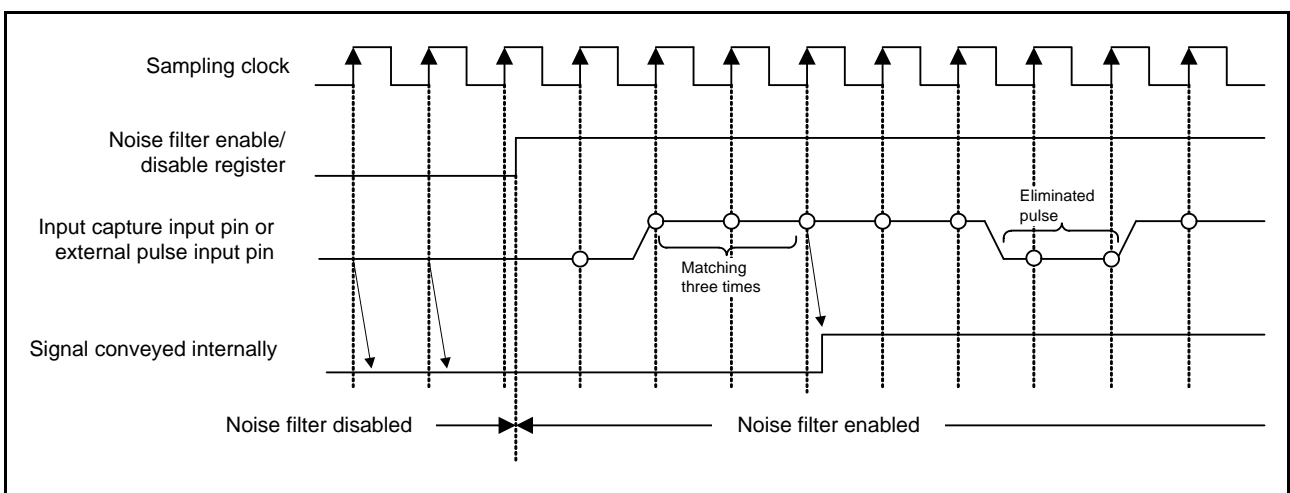 Sampling clock
Noise filter enable/
disable register
Eliminated
pulse
Input capture input pin or
external pulse input pin
Matching
three times
Signal conveyed internally
Noise filter disabled
Noise filter enabled